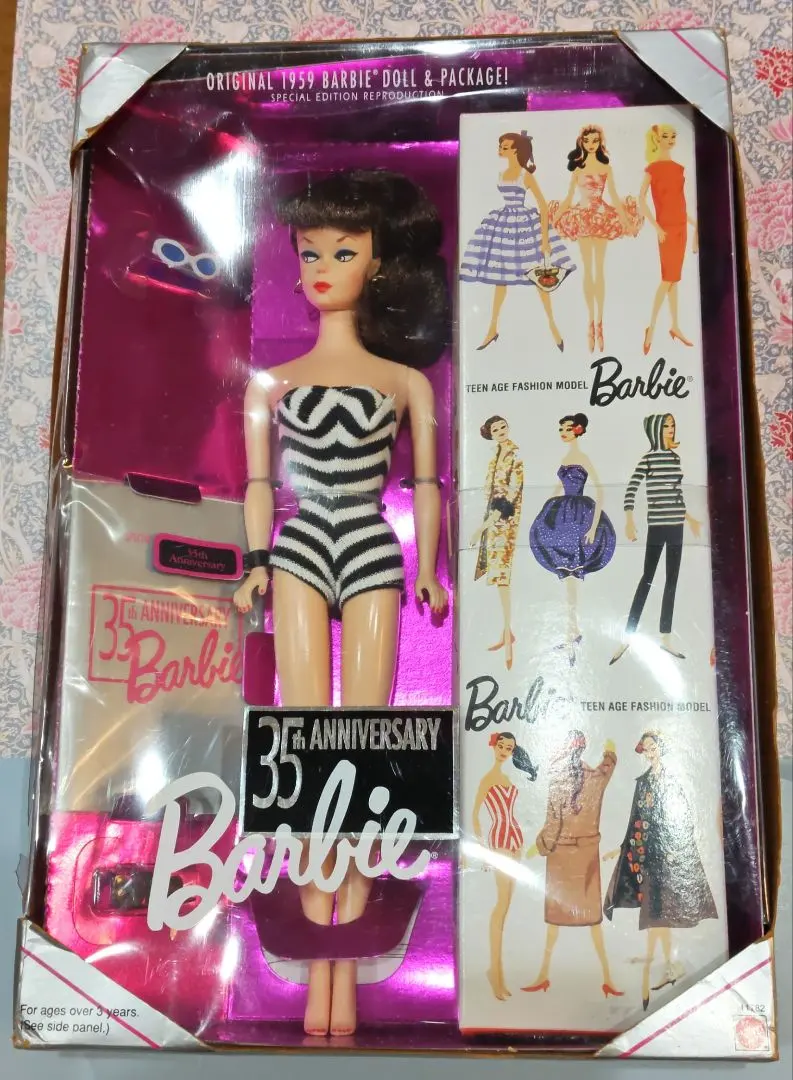 ORIGINAL 1959 BARBIE® DOLL & PACKAGE!
SPECIAL EDITION REPRODUCTION
TEEN AGE FASHION MODEL Barbie®
35th Anniversary
35th ANNIVERSARY
Barbie
Barbie TEEN AGE FASHION MODEL
35th ANNIVERSARY
Barbie®
For ages over 3 years.
(See side panel.)
11782